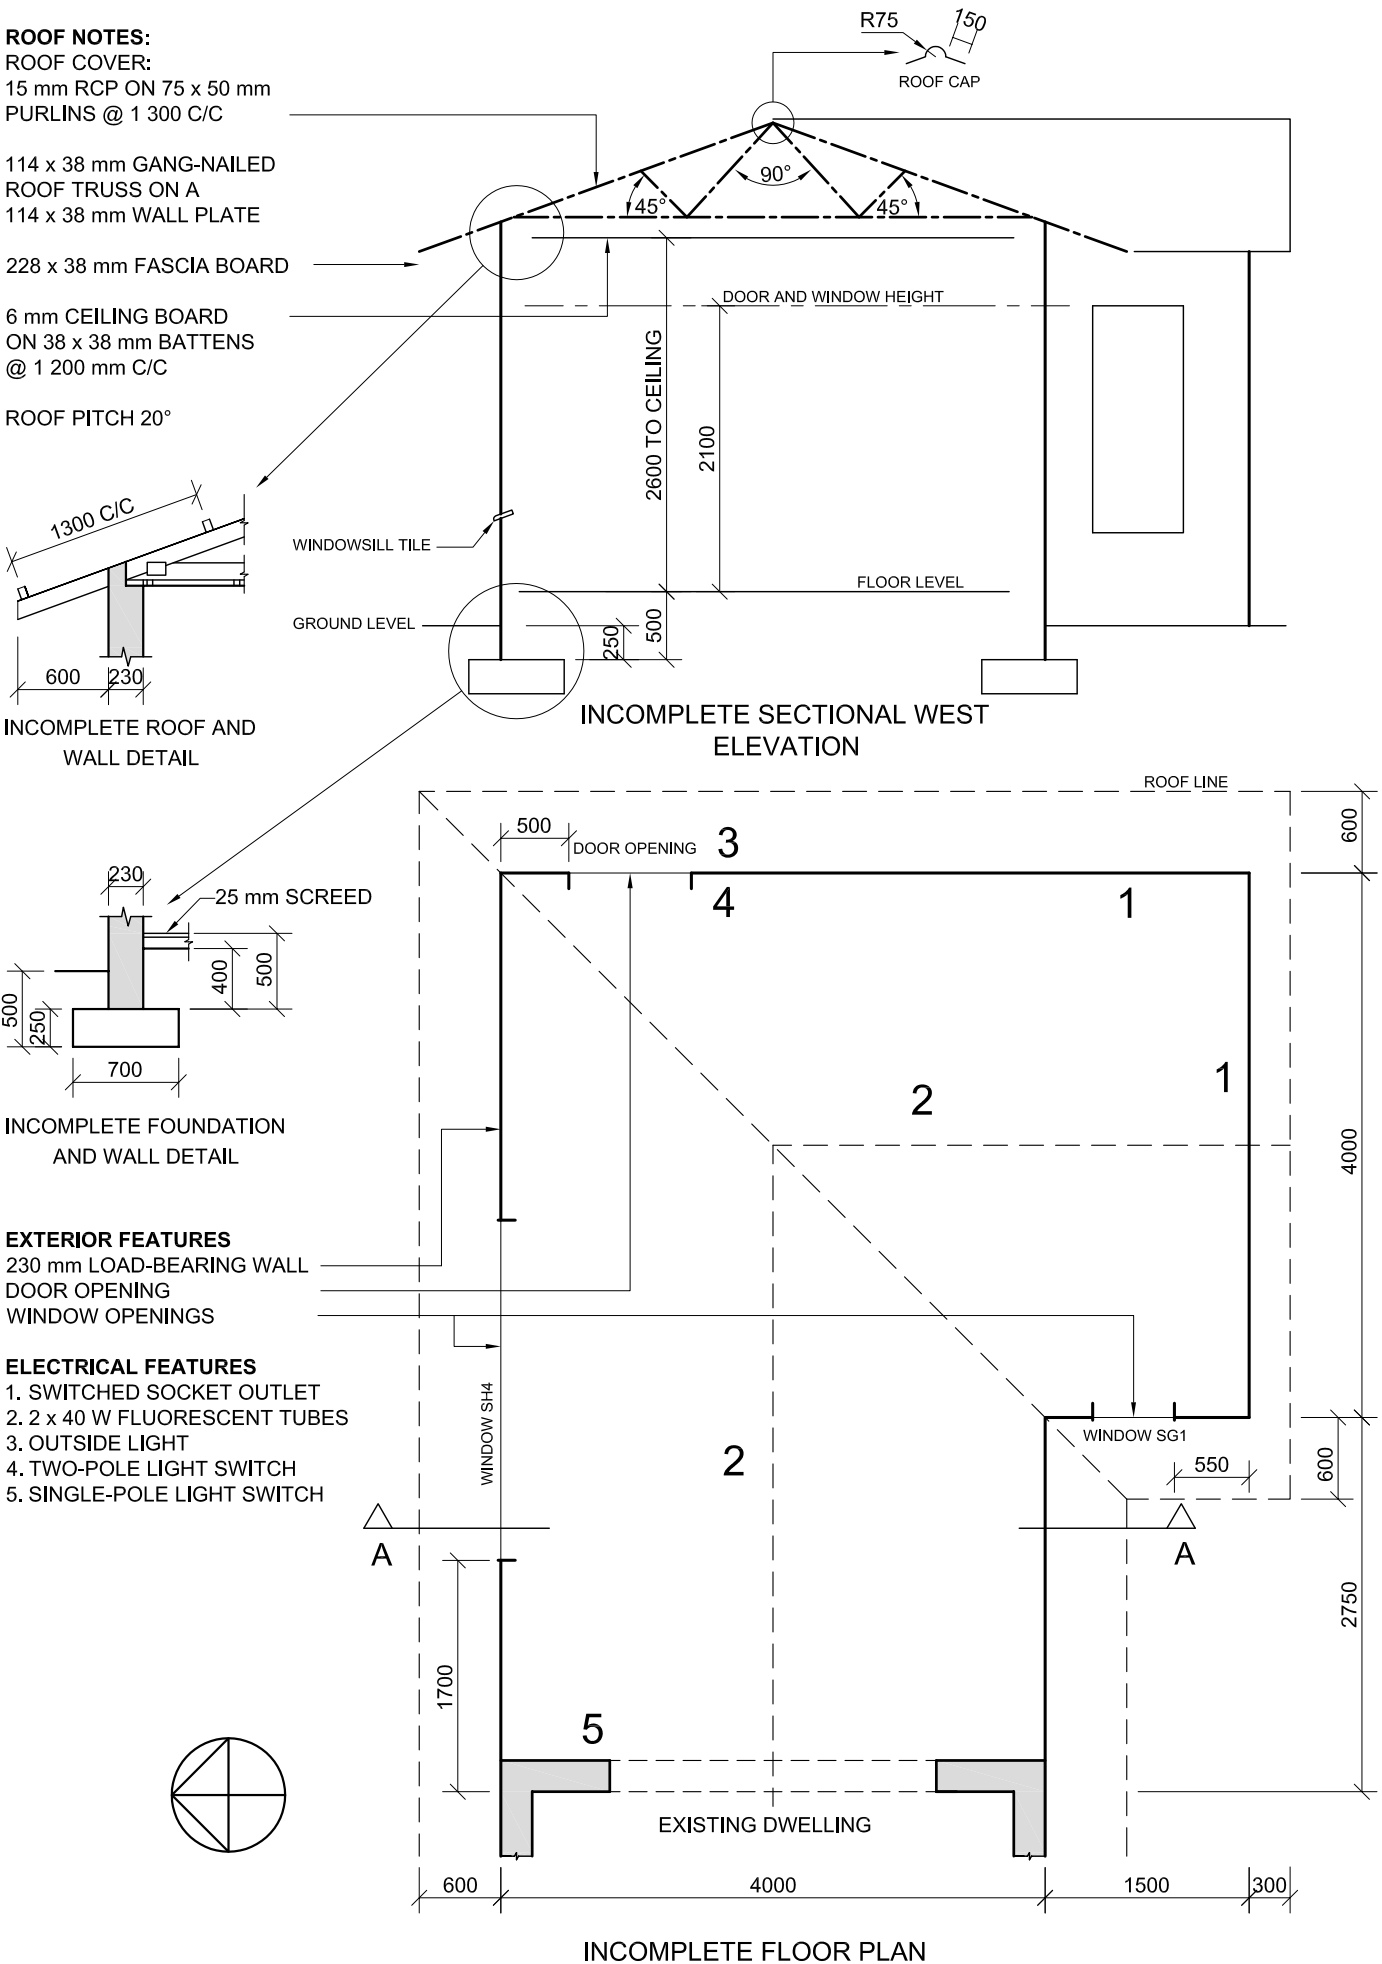 ROOF NOTES:
ROOF COVER:
15 mm RCP ON 75 x 50 mm
PURLINS @ 1 300 C/C
114 x 38 mm GANG-NAILED
ROOF TRUSS ON A
114 x 38 mm WALL PLATE
228 x 38 mm FASCIA BOARD
6 mm CEILING BOARD
ON 38 x 38 mm BATTENS
@ 1 200 mm C/C
ROOF PITCH 20°
R75
150
ROOF CAP
90°
45°
45°
DOOR AND WINDOW HEIGHT
2600 TO CEILING
2100
WINDOWSILL TILE
FLOOR LEVEL
GROUND LEVEL
250
500
INCOMPLETE SECTIONAL WEST
ELEVATION
1300 C/C
600
230
INCOMPLETE ROOF AND
WALL DETAIL
230
25 mm SCREED
500
250
400
500
700
INCOMPLETE FOUNDATION
AND WALL DETAIL
EXTERIOR FEATURES
230 mm LOAD-BEARING WALL
DOOR OPENING
WINDOW OPENINGS
ELECTRICAL FEATURES
1. SWITCHED SOCKET OUTLET
2. 2 x 40 W FLUORESCENT TUBES
3. OUTSIDE LIGHT
4. TWO-POLE LIGHT SWITCH
5. SINGLE-POLE LIGHT SWITCH
ROOF LINE
600
500
DOOR OPENING
3
4
1
1
2
4000
WINDOW SH4
2
WINDOW SG1
550
600
A
A
2750
1700
5
EXISTING DWELLING
600
4000
1500
300
INCOMPLETE FLOOR PLAN